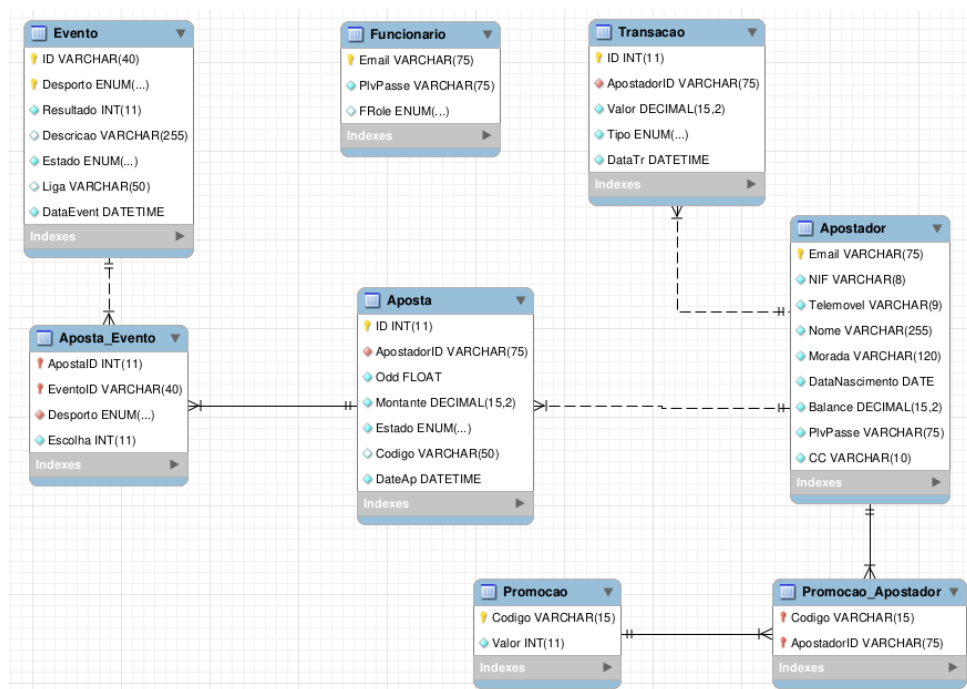 Evento
ID VARCHAR(40)
Desporto ENUM(...)
Resultado INT(11)
Descricao VARCHAR(255)
Estado ENUM(...)
Liga VARCHAR(50)
DataEvent DATETIME
Indexes
Funcionario
Email VARCHAR(75)
PlvPasse VARCHAR(75)
FRole ENUM(...)
Indexes
Transacao
ID INT(11)
ApostadorID VARCHAR(75)
Valor DECIMAL(15,2)
Tipo ENUM(...)
DataTr DATETIME
Indexes
Apostador
Email VARCHAR(75)
NIF VARCHAR(8)
Telemovel VARCHAR(9)
Nome VARCHAR(255)
Morada VARCHAR(120)
DataNascimento DATE
Balance DECIMAL(15,2)
PlvPasse VARCHAR(75)
CC VARCHAR(10)
Indexes
Aposta
ID INT(11)
ApostadorID VARCHAR(75)
Odd FLOAT
Montante DECIMAL(15,2)
Estado ENUM(...)
Codigo VARCHAR(50)
DateAp DATETIME
Indexes
Aposta_Evento
ApostaID INT(11)
EventoID VARCHAR(40)
Desporto ENUM(...)
Escolha INT(11)
Indexes
Promocao
Codigo VARCHAR(15)
Valor INT(11)
Indexes
Promocao_Apostador
Codigo VARCHAR(15)
ApostadorID VARCHAR(75)
Indexes